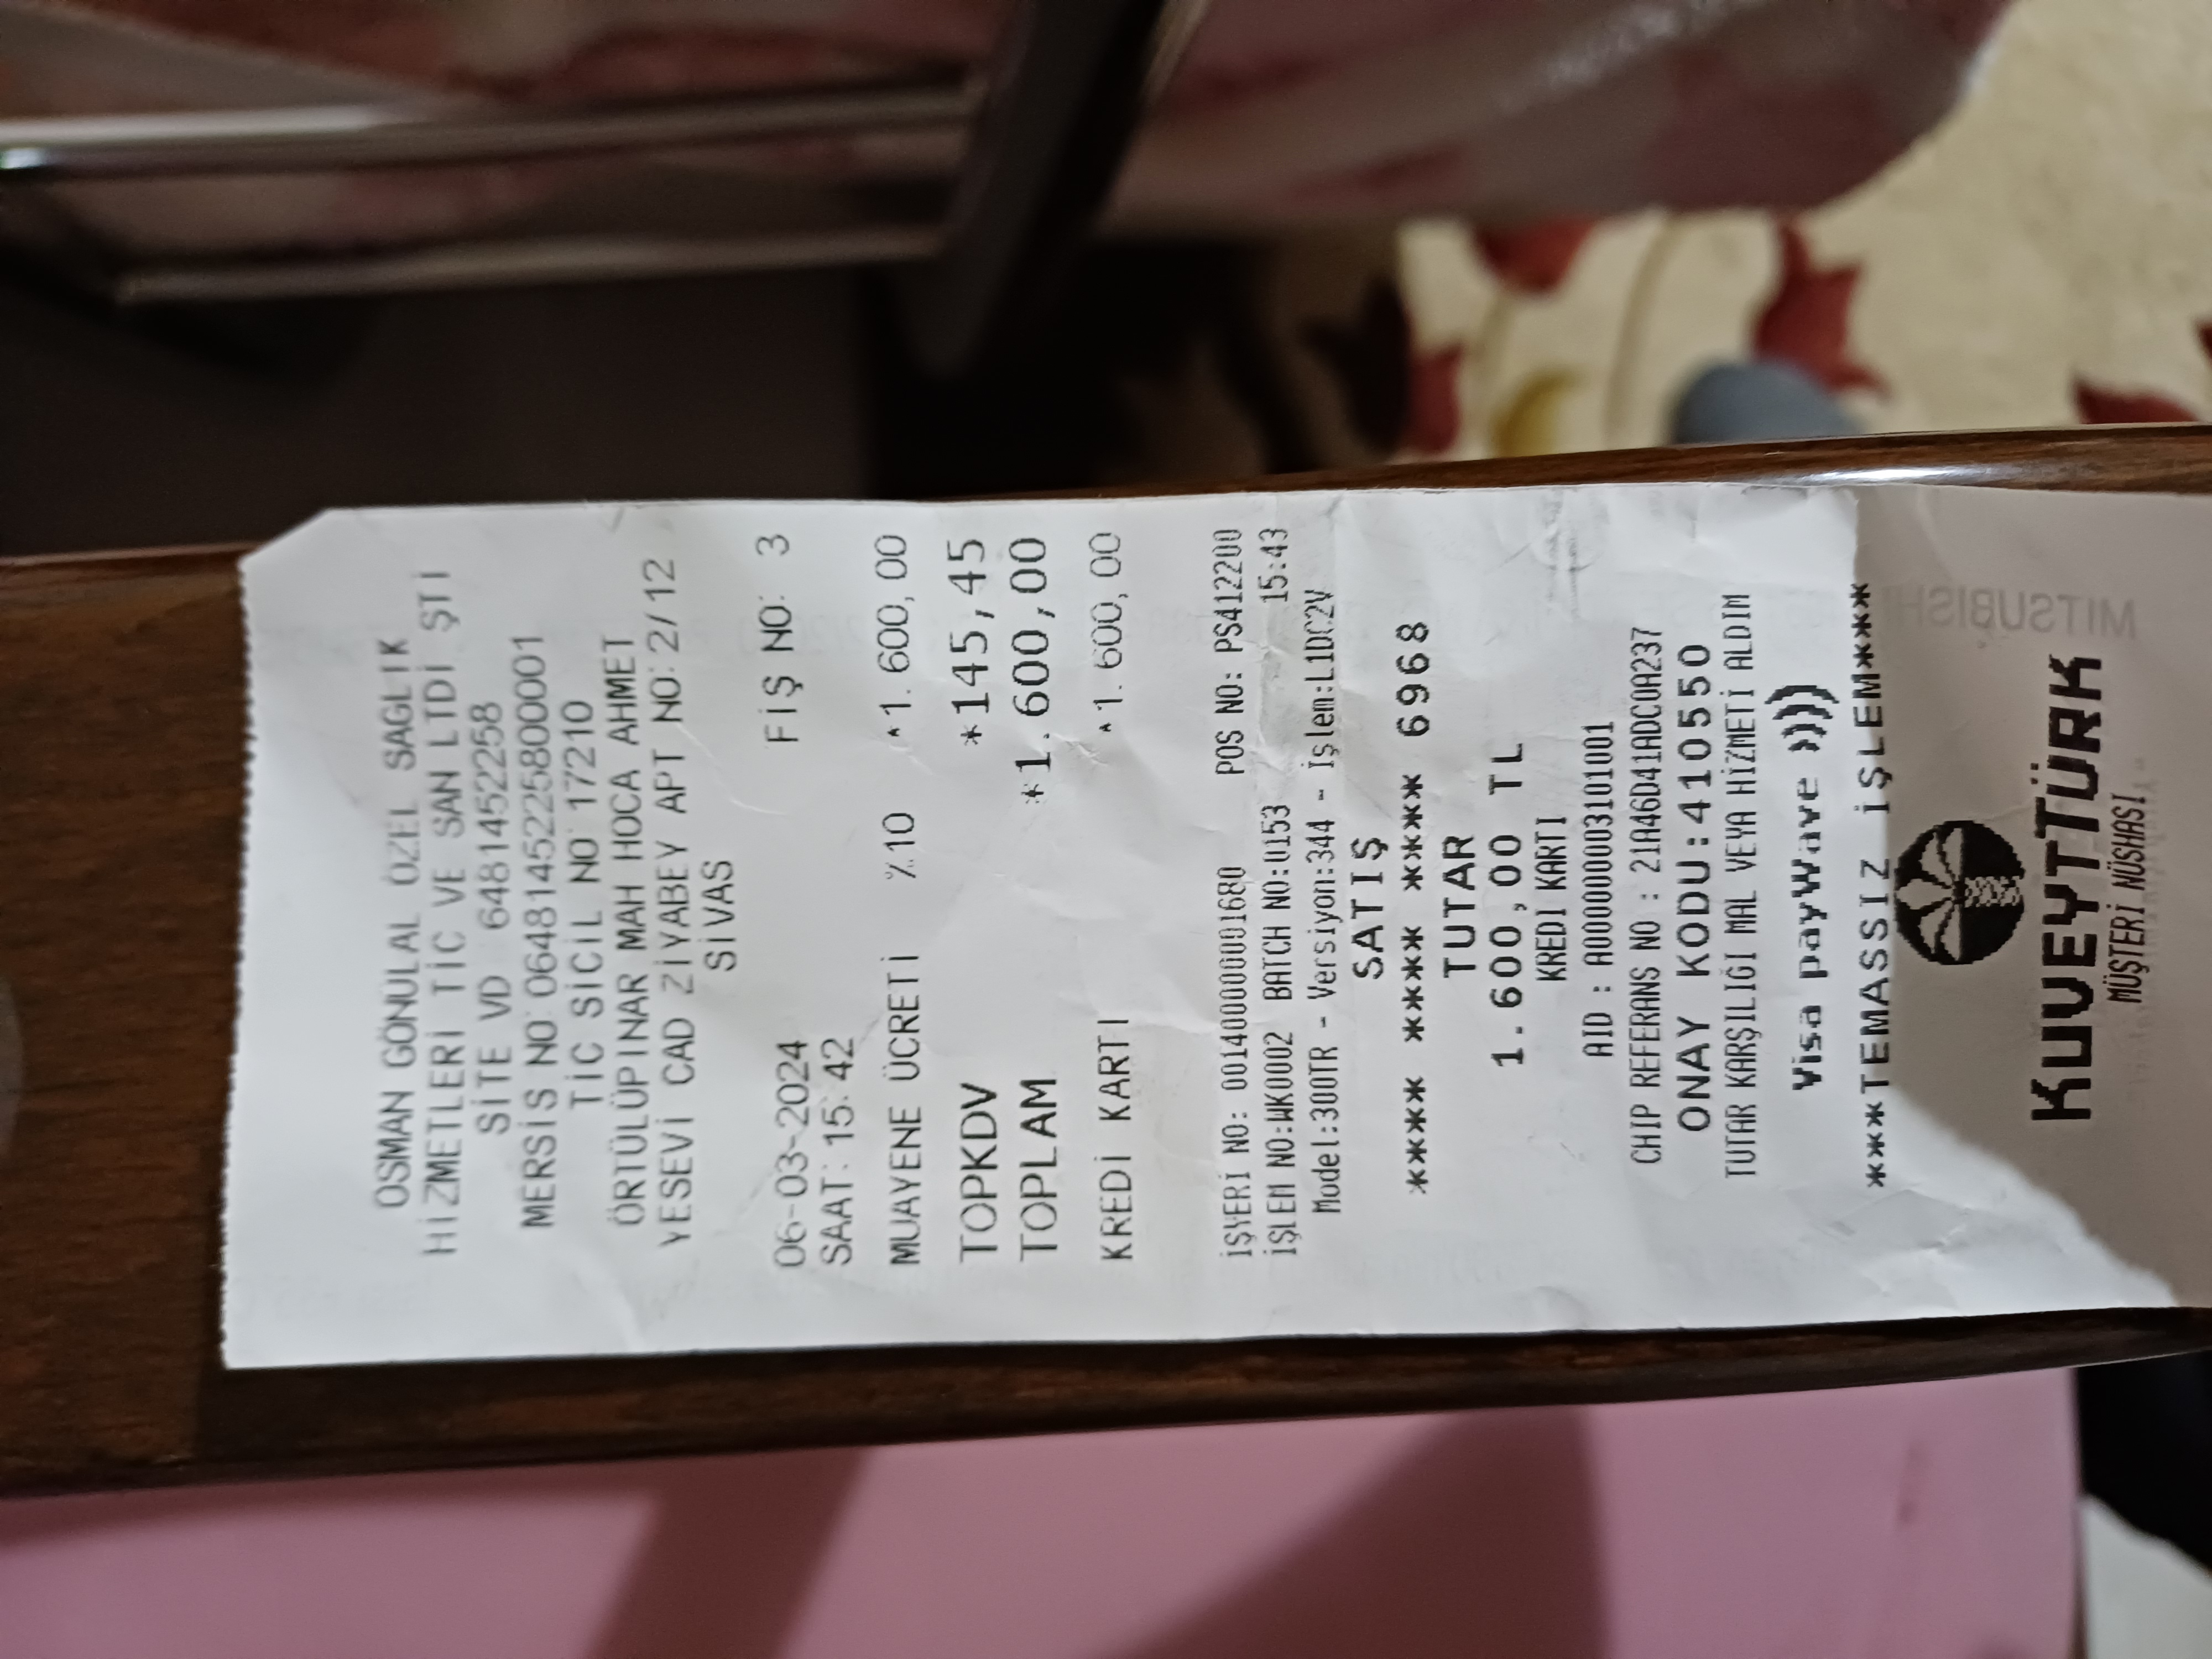 OSMAN GÖNÜLAL ÖZEL SAGLIK
HİZMETLERİ TİC VE SAN LTDİ ŞTİ
SİTE VD 6481452258
MERSİS NO:0648145225800001
TİC SİCİL NO:17210
ÖRTÜLÜPINAR MAH HOCA AHMET
YESEVİ CAD ZİYABEY APT NO:2/12
SİVAS
06-03-2024 FİŞ NO: 3
SAAT:15:42
MUAYENE ÜCRETİ %10 *1.600,00
TOPKDV *145,45
TOPLAM *1.600,00
KREDİ KARTI *1.600,00
İŞYERİ NO: 001400000001680 POS NO: PS412200
İŞLEM NO:WK0002 BATCH NO:0153 15:43
Model:300TR - Versiyon:344 - İşlem:L1DC2V
SATIŞ
**** **** **** 6968
TUTAR
1.600,00 TL
KREDI KARTI
AID : A0000000003101001
CHIP REFERANS NO : 21A46D41ADC0A237
ONAY KODU:410550
TUTAR KARŞILIĞI MAL VEYA HİZMETİ ALDIM
Visa payWave
***TEMASSIZ İŞLEM***
KUVEYTTÜRK
MÜŞTERİ NÜSHASI